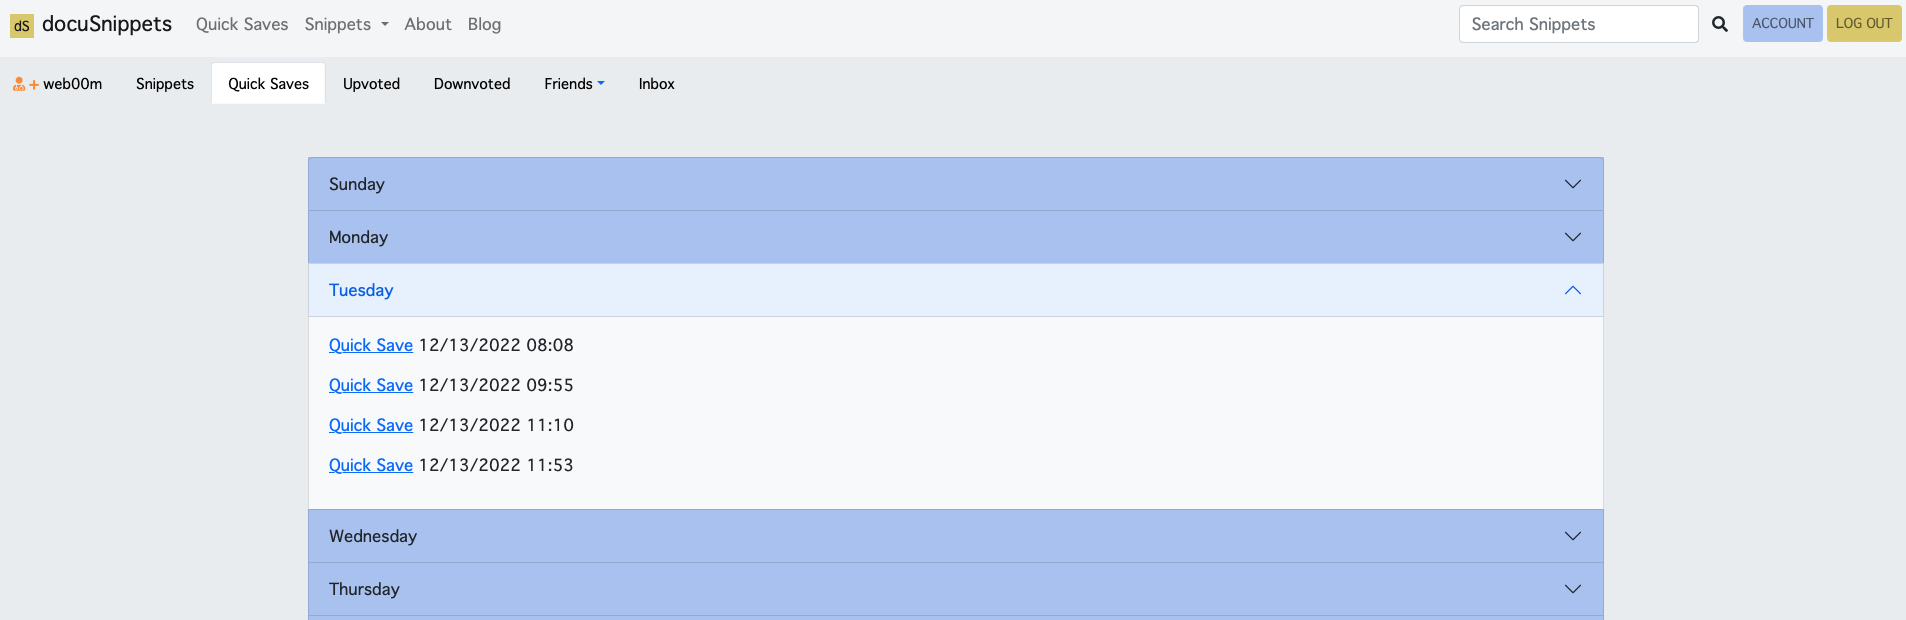 dS docuSnippets Quick Saves Snippets About Blog Search Snippets ACCOUNT LOG OUT
web00m Snippets Quick Saves Upvoted Downvoted Friends Inbox
Sunday
Monday
Tuesday
Quick Save 12/13/2022 08:08
Quick Save 12/13/2022 09:55
Quick Save 12/13/2022 11:10
Quick Save 12/13/2022 11:53
Wednesday
Thursday